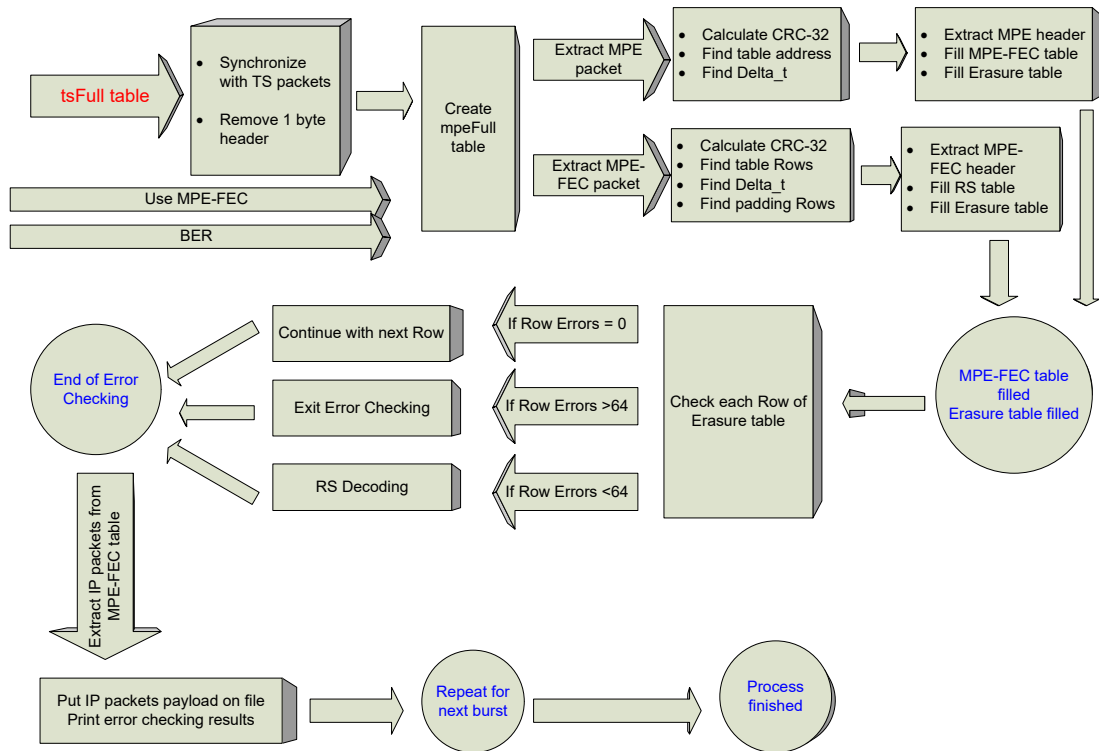 tsFull table
• Synchronize
with TS packets
• Remove 1 byte
header
Use MPE-FEC
BER
Create
mpeFull
table
Extract MPE
packet
• Calculate CRC-32
• Find table address
• Find Delta_t
• Extract MPE header
• Fill MPE-FEC table
• Fill Erasure table
Extract MPE-
FEC packet
• Calculate CRC-32
• Find table Rows
• Find Delta_t
• Find padding Rows
• Extract MPE-
FEC header
• Fill RS table
• Fill Erasure table
MPE-FEC table
filled
Erasure table filled
Check each Row of
Erasure table
If Row Errors = 0
Continue with next Row
If Row Errors >64
Exit Error Checking
If Row Errors <64
RS Decoding
End of Error
Checking
Extract IP packets from
MPE-FEC table
Put IP packets payload on file
Print error checking results
Repeat for
next burst
Process
finished